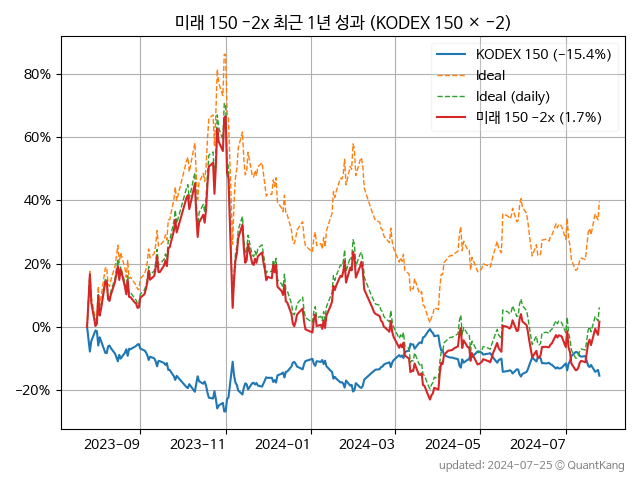 미래 150 -2x 최근 1년 성과 (KODEX 150 × -2)
KODEX 150 (-15.4%)
Ideal
Ideal (daily)
미래 150 -2x (1.7%)
80%
60%
40%
20%
0%
-20%
2023-09 2023-11 2024-01 2024-03 2024-05 2024-07
updated: 2024-07-25 © QuantKang